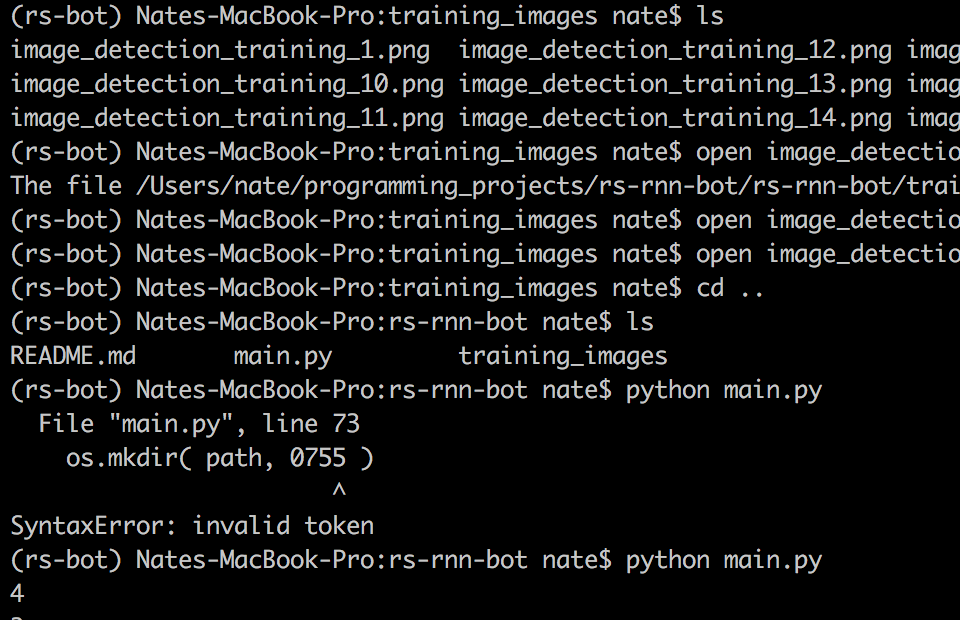 (rs-bot) Nates-MacBook-Pro:training_images nate$ ls
image_detection_training_1.png  image_detection_training_12.png imag
image_detection_training_10.png image_detection_training_13.png imag
image_detection_training_11.png image_detection_training_14.png imag
(rs-bot) Nates-MacBook-Pro:training_images nate$ open image_detectio
The file /Users/nate/programming_projects/rs-rnn-bot/rs-rnn-bot/trai
(rs-bot) Nates-MacBook-Pro:training_images nate$ open image_detectio
(rs-bot) Nates-MacBook-Pro:training_images nate$ open image_detectio
(rs-bot) Nates-MacBook-Pro:training_images nate$ cd ..
(rs-bot) Nates-MacBook-Pro:rs-rnn-bot nate$ ls
README.md       main.py         training_images
(rs-bot) Nates-MacBook-Pro:rs-rnn-bot nate$ python main.py
  File "main.py", line 73
    os.mkdir( path, 0755 )
                       ^
SyntaxError: invalid token
(rs-bot) Nates-MacBook-Pro:rs-rnn-bot nate$ python main.py
4